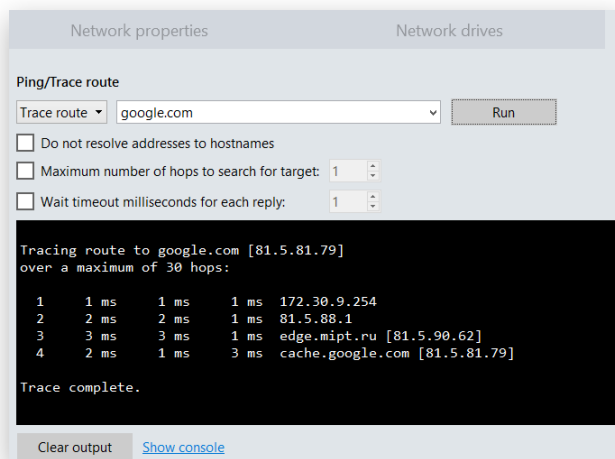 Network properties Network drives
Ping/Trace route
Trace route google.com Run
Do not resolve addresses to hostnames
Maximum number of hops to search for target: 1
Wait timeout milliseconds for each reply: 1
Tracing route to google.com [81.5.81.79]
over a maximum of 30 hops:
1 1 ms 1 ms 1 ms 172.30.9.254
2 2 ms 2 ms 1 ms 81.5.88.1
3 3 ms 3 ms 1 ms edge.mipt.ru [81.5.90.62]
4 2 ms 1 ms 3 ms cache.google.com [81.5.81.79]
Trace complete.
Clear output Show console